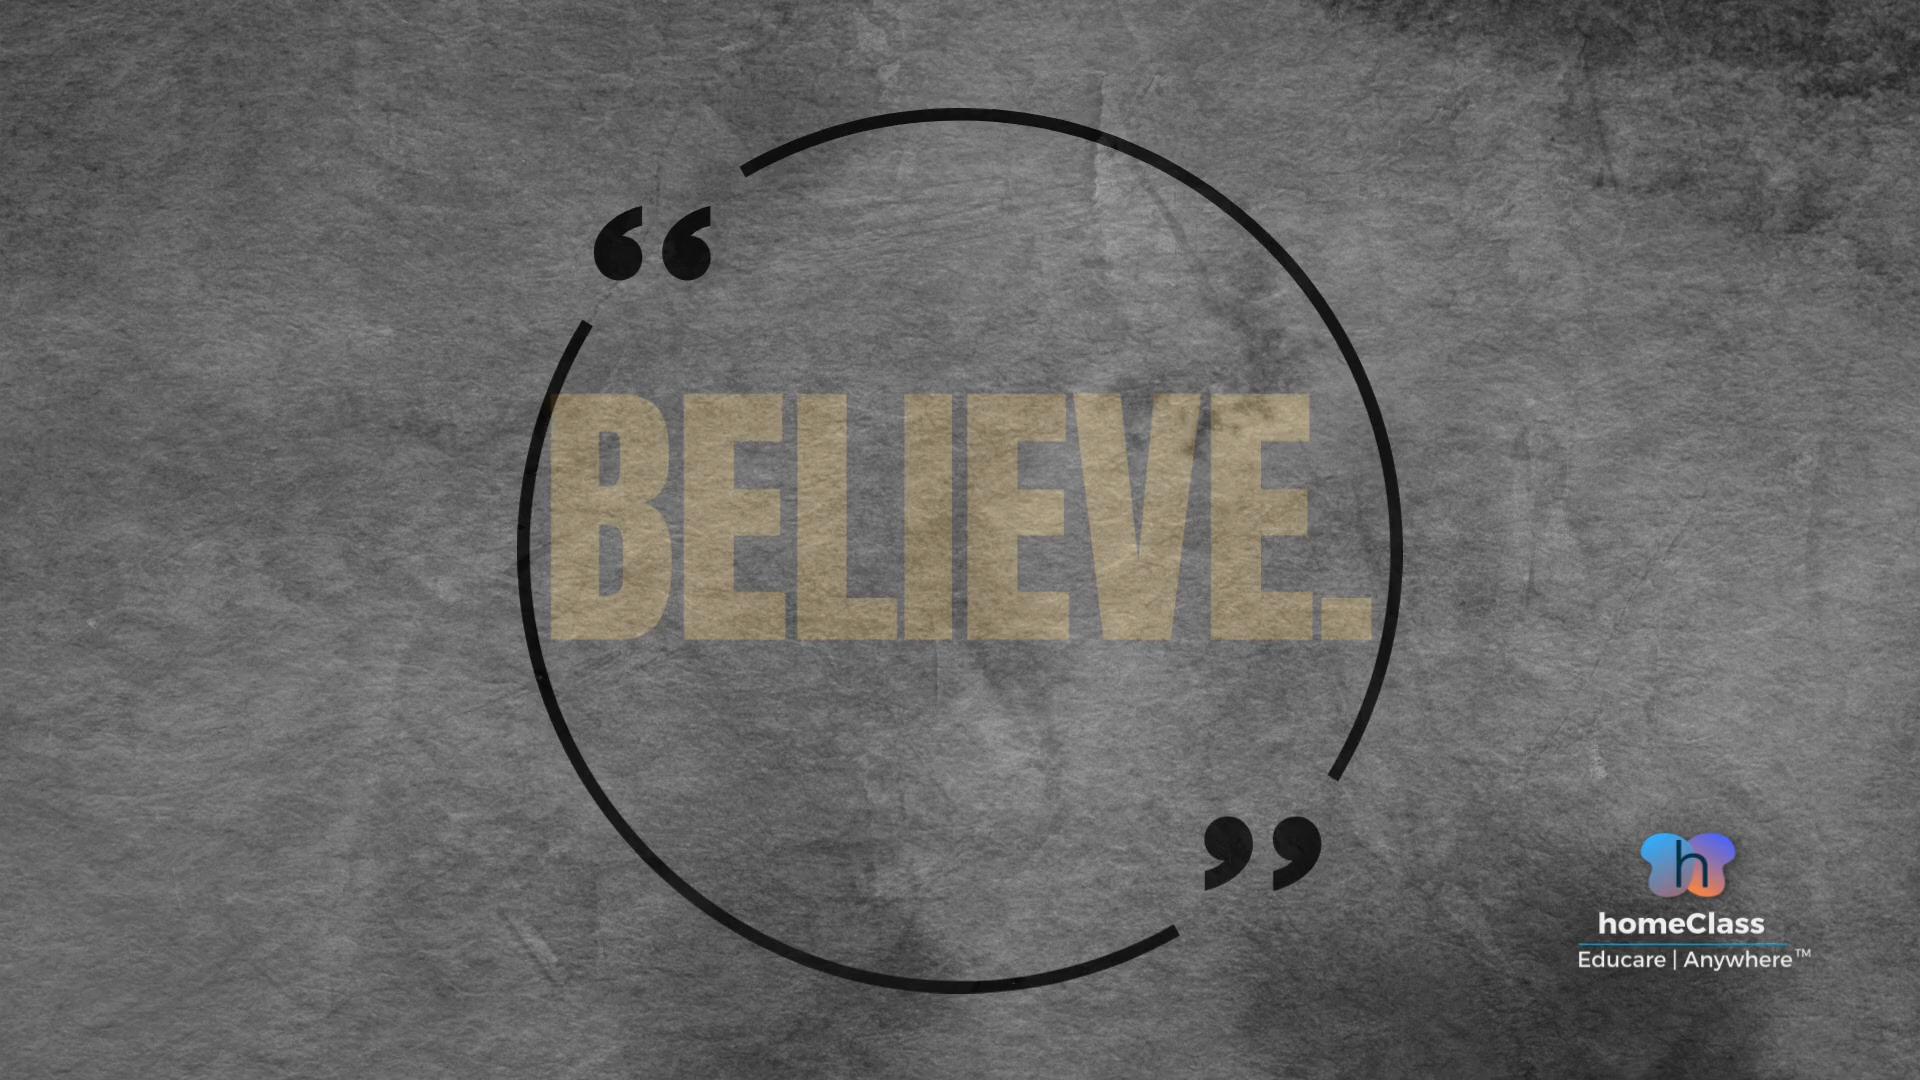 “
BELIEVE.
”
h
homeClass
Educare | Anywhere™